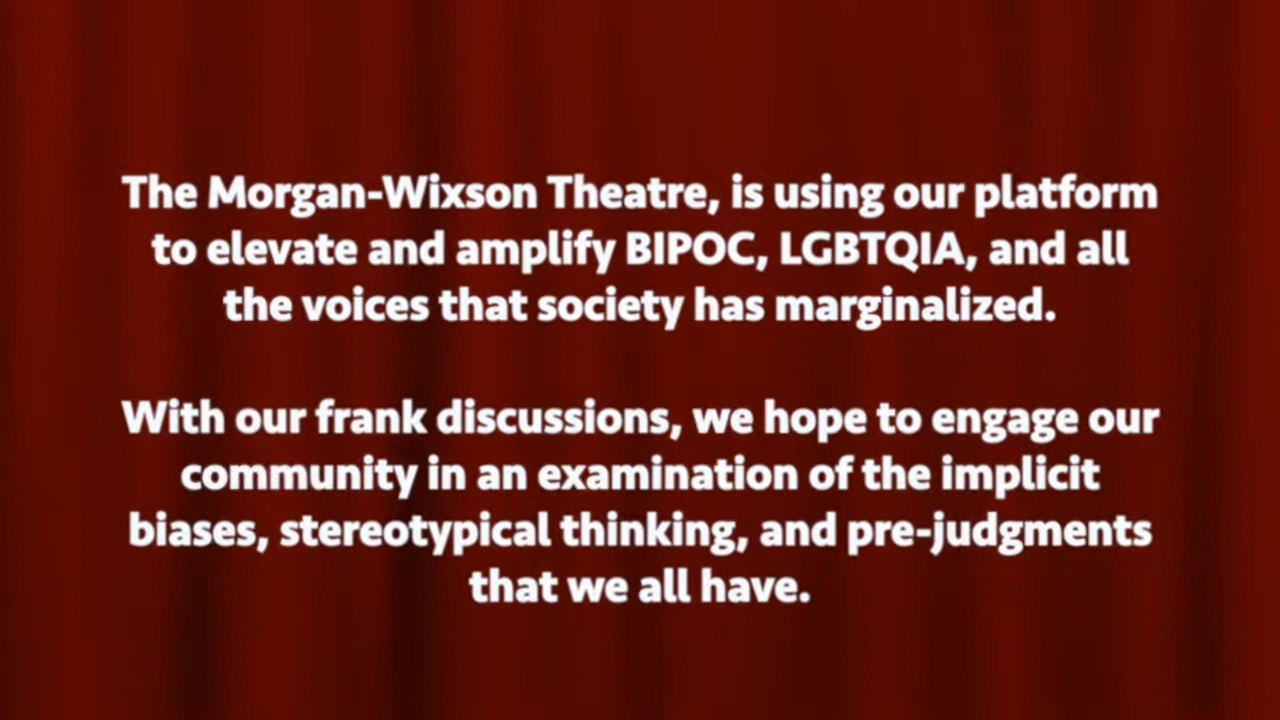 The Morgan-Wixson Theatre, is using our platform
to elevate and amplify BIPOC, LGBTQIA, and all
the voices that society has marginalized.
With our frank discussions, we hope to engage our
community in an examination of the implicit
biases, stereotypical thinking, and pre-judgments
that we all have.